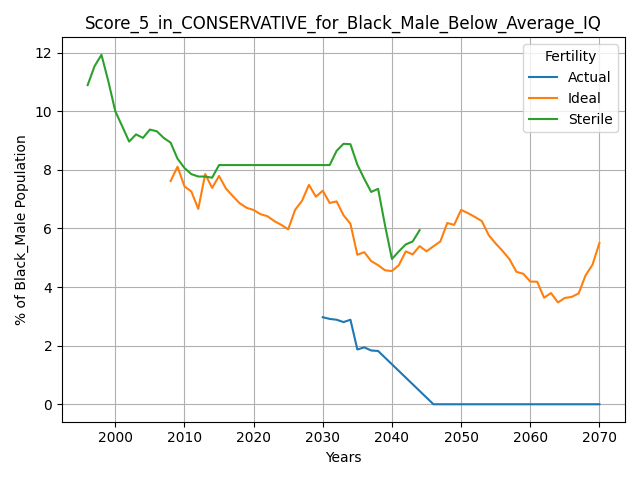 Score_5_in_CONSERVATIVE_for_Black_Male_Below_Average_IQ
Fertility
Actual
Ideal
Sterile
% of Black_Male Population
12
10
8
6
4
2
0
2000 2010 2020 2030 2040 2050 2060 2070
Years